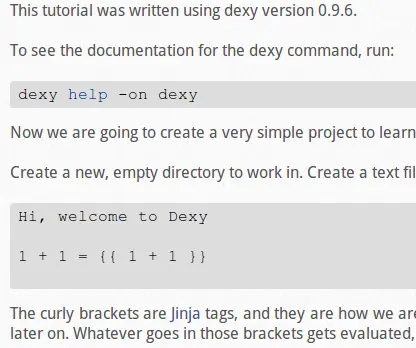 This tutorial was written using dexy version 0.9.6.
To see the documentation for the dexy command, run:
dexy help -on dexy
Now we are going to create a very simple project to learn
Create a new, empty directory to work in. Create a text fil
Hi, welcome to Dexy
1 + 1 = {{ 1 + 1 }}
The curly brackets are Jinja tags, and they are how we are
later on. Whatever goes in those brackets gets evaluated,